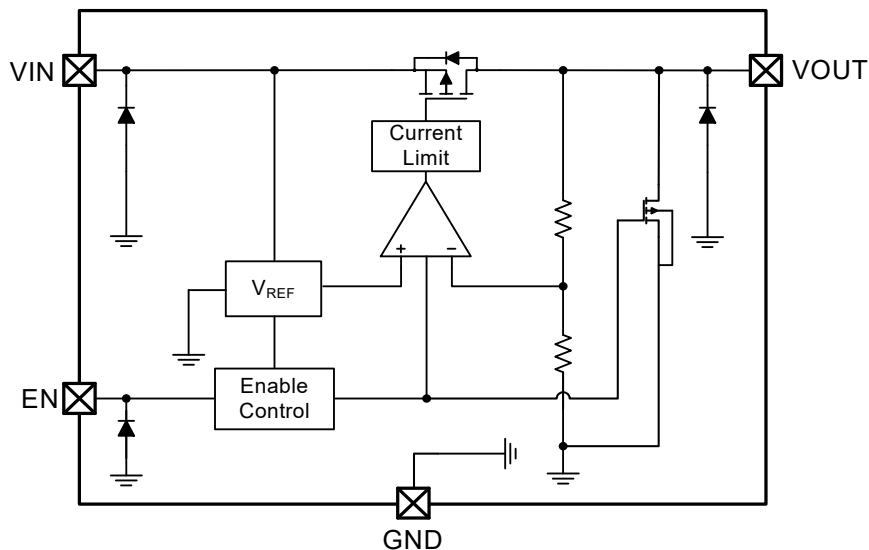 VIN
VOUT
Current
Limit
+
−
VREF
EN
Enable
Control
GND